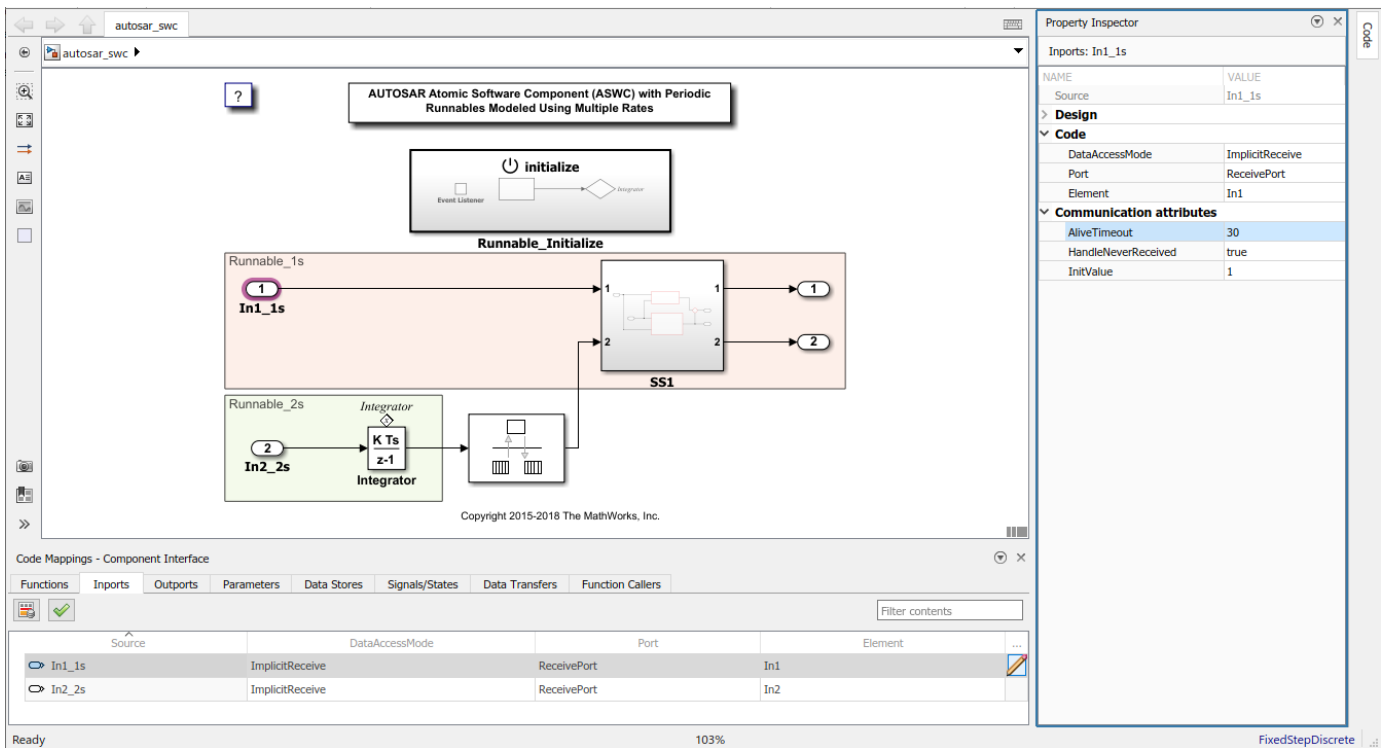 autosar_swc
autosar_swc
?
AUTOSAR Atomic Software Component (ASWC) with Periodic
Runnables Modeled Using Multiple Rates
initialize
Event Listener
Integrator
Runnable_Initialize
Runnable_1s
1
In1_1s
1
2
1
2
SS1
1
2
Runnable_2s
Integrator
x
2
In2_2s
K Ts
z-1
Integrator
Copyright 2015-2018 The MathWorks, Inc.
Code Mappings - Component Interface
Functions Inports Outports Parameters Data Stores Signals/States Data Transfers Function Callers
Filter contents
Source DataAccessMode Port Element ...
In1_1s ImplicitReceive ReceivePort In1
In2_2s ImplicitReceive ReceivePort In2
Ready 103% FixedStepDiscrete
Property Inspector
Inports: In1_1s
NAME VALUE
Source In1_1s
Design
Code
DataAccessMode ImplicitReceive
Port ReceivePort
Element In1
Communication attributes
AliveTimeout 30
HandleNeverReceived true
InitValue 1
Code